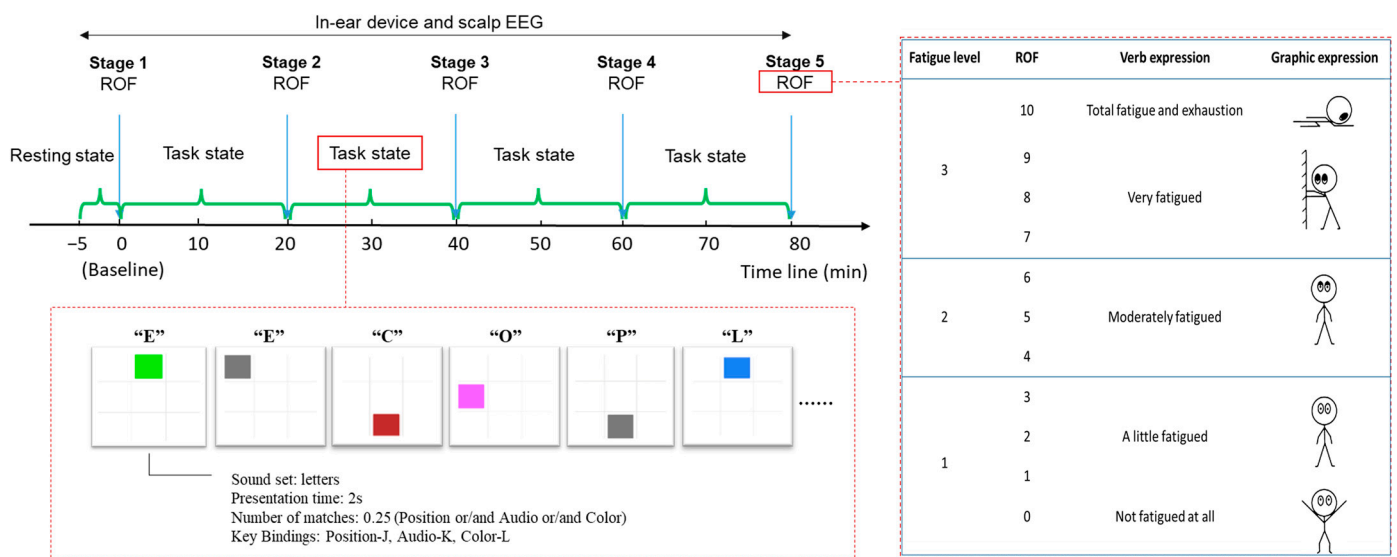 In-ear device and scalp EEG
Stage 1 Stage 2 Stage 3 Stage 4 Stage 5
ROF ROF ROF ROF ROF
Resting state Task state Task state Task state Task state
−5 0 10 20 30 40 50 60 70 80
(Baseline) Time line (min)
“E” “E” “C” “O” “P” “L”
......
Sound set: letters
Presentation time: 2s
Number of matches: 0.25 (Position or/and Audio or/and Color)
Key Bindings: Position-J, Audio-K, Color-L
Fatigue level ROF Verb expression Graphic expression
10 Total fatigue and exhaustion
9
3
8 Very fatigued
7
6
2 5 Moderately fatigued
4
3
2 A little fatigued
1
1
0 Not fatigued at all